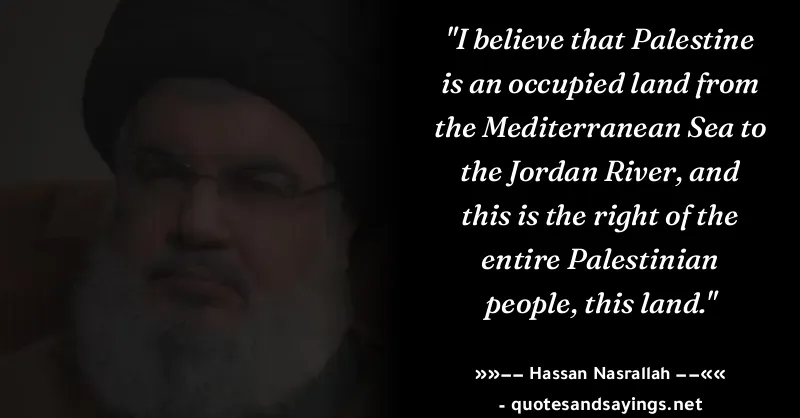 "I believe that Palestine
is an occupied land from
the Mediterranean Sea to
the Jordan River, and
this is the right of the
entire Palestinian
people, this land."
»»–– Hassan Nasrallah ––««
- quotesandsayings.net